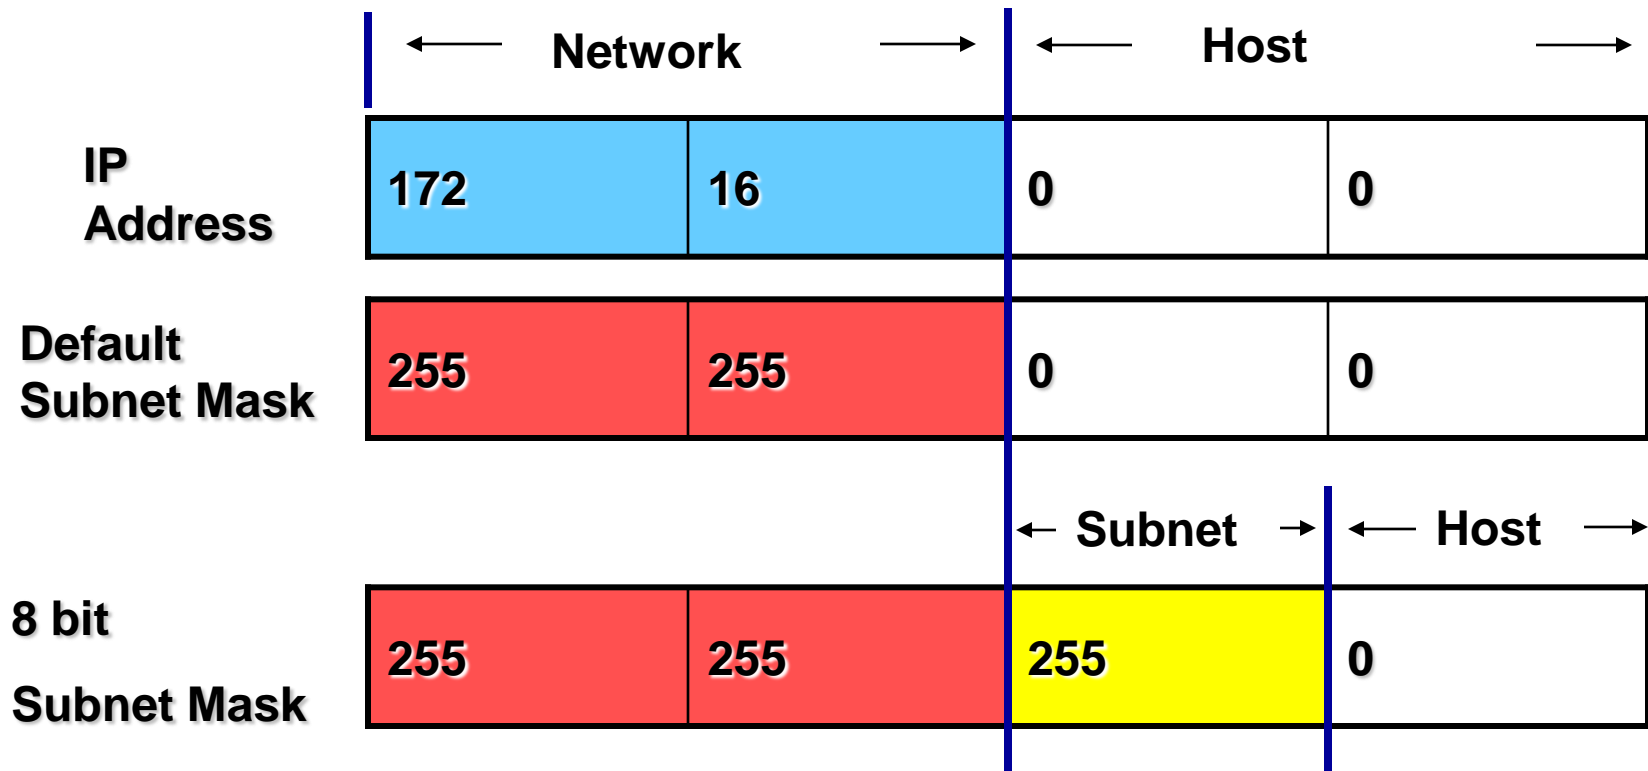 Network Host
IP
Address
172 16 0 0
Default
Subnet Mask
255 255 0 0
Subnet Host
8 bit
Subnet Mask
255 255 255 0